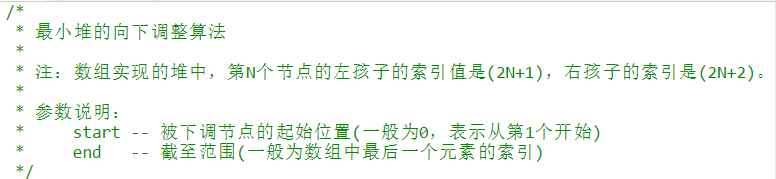 /*
 * 最小堆的向下调整算法
 *
 * 注：数组实现的堆中，第N个节点的左孩子的索引值是(2N+1)，右孩子的索引是(2N+2)。
 *
 * 参数说明：
 *     start -- 被下调节点的起始位置(一般为0，表示从第1个开始)
 *     end   -- 截至范围(一般为数组中最后一个元素的索引)
 */